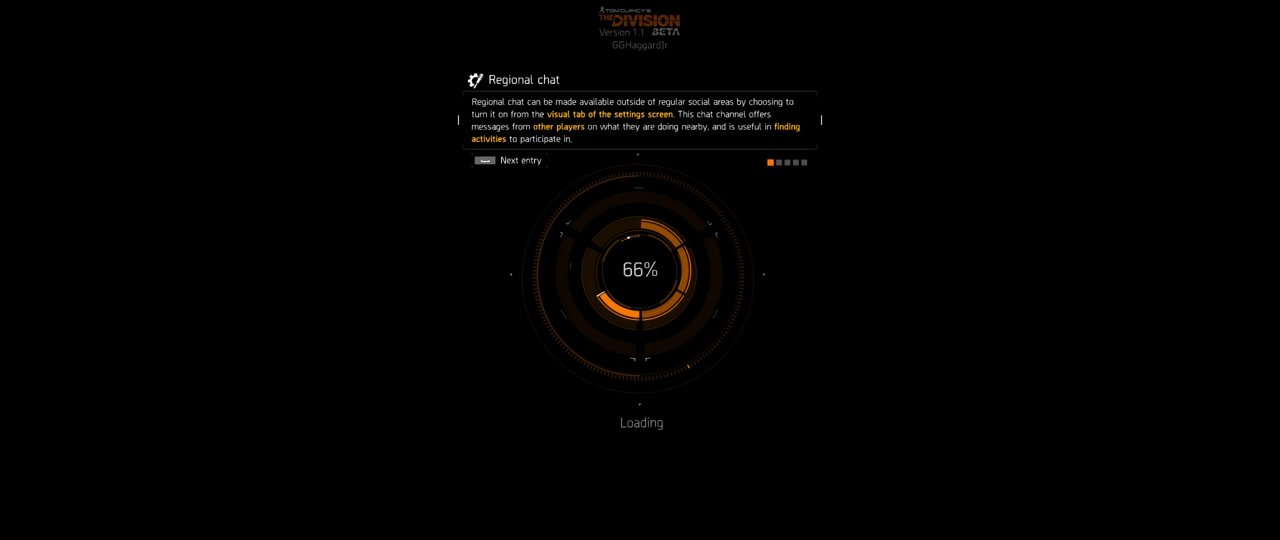 TOM CLANCY'S
THE DIVISION
Version 1.1 BETA
GGHaggard]r
Regional chat
Regional chat can be made available outside of regular social areas by choosing to
turn it on from the visual tab of the settings screen. This chat channel offers
messages from other players on what they are doing nearby, and is useful in finding
activities to participate in.
Next entry
66%
Loading